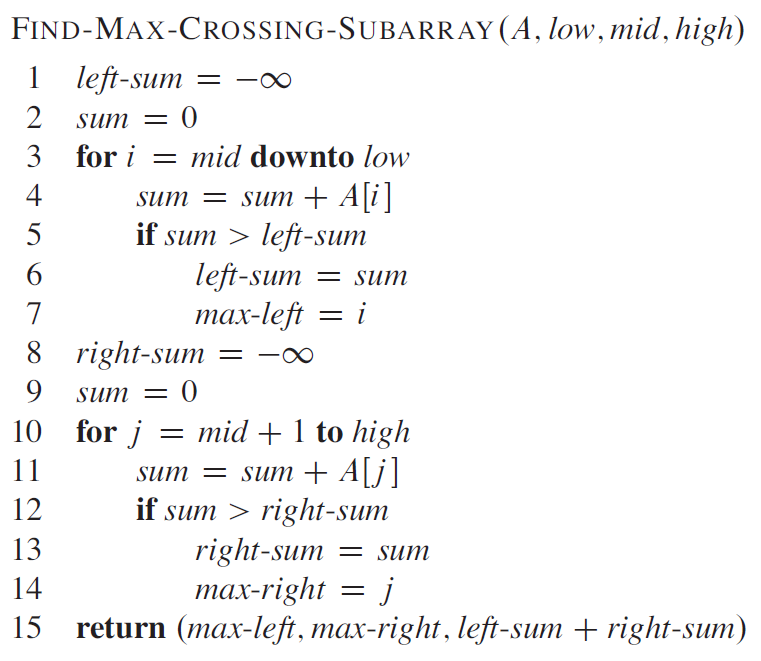 FIND-MAX-CROSSING-SUBARRAY(A, low, mid, high)
1 left-sum = −∞
2 sum = 0
3 for i = mid downto low
4 sum = sum + A[i]
5 if sum > left-sum
6 left-sum = sum
7 max-left = i
8 right-sum = −∞
9 sum = 0
10 for j = mid + 1 to high
11 sum = sum + A[j]
12 if sum > right-sum
13 right-sum = sum
14 max-right = j
15 return (max-left, max-right, left-sum + right-sum)